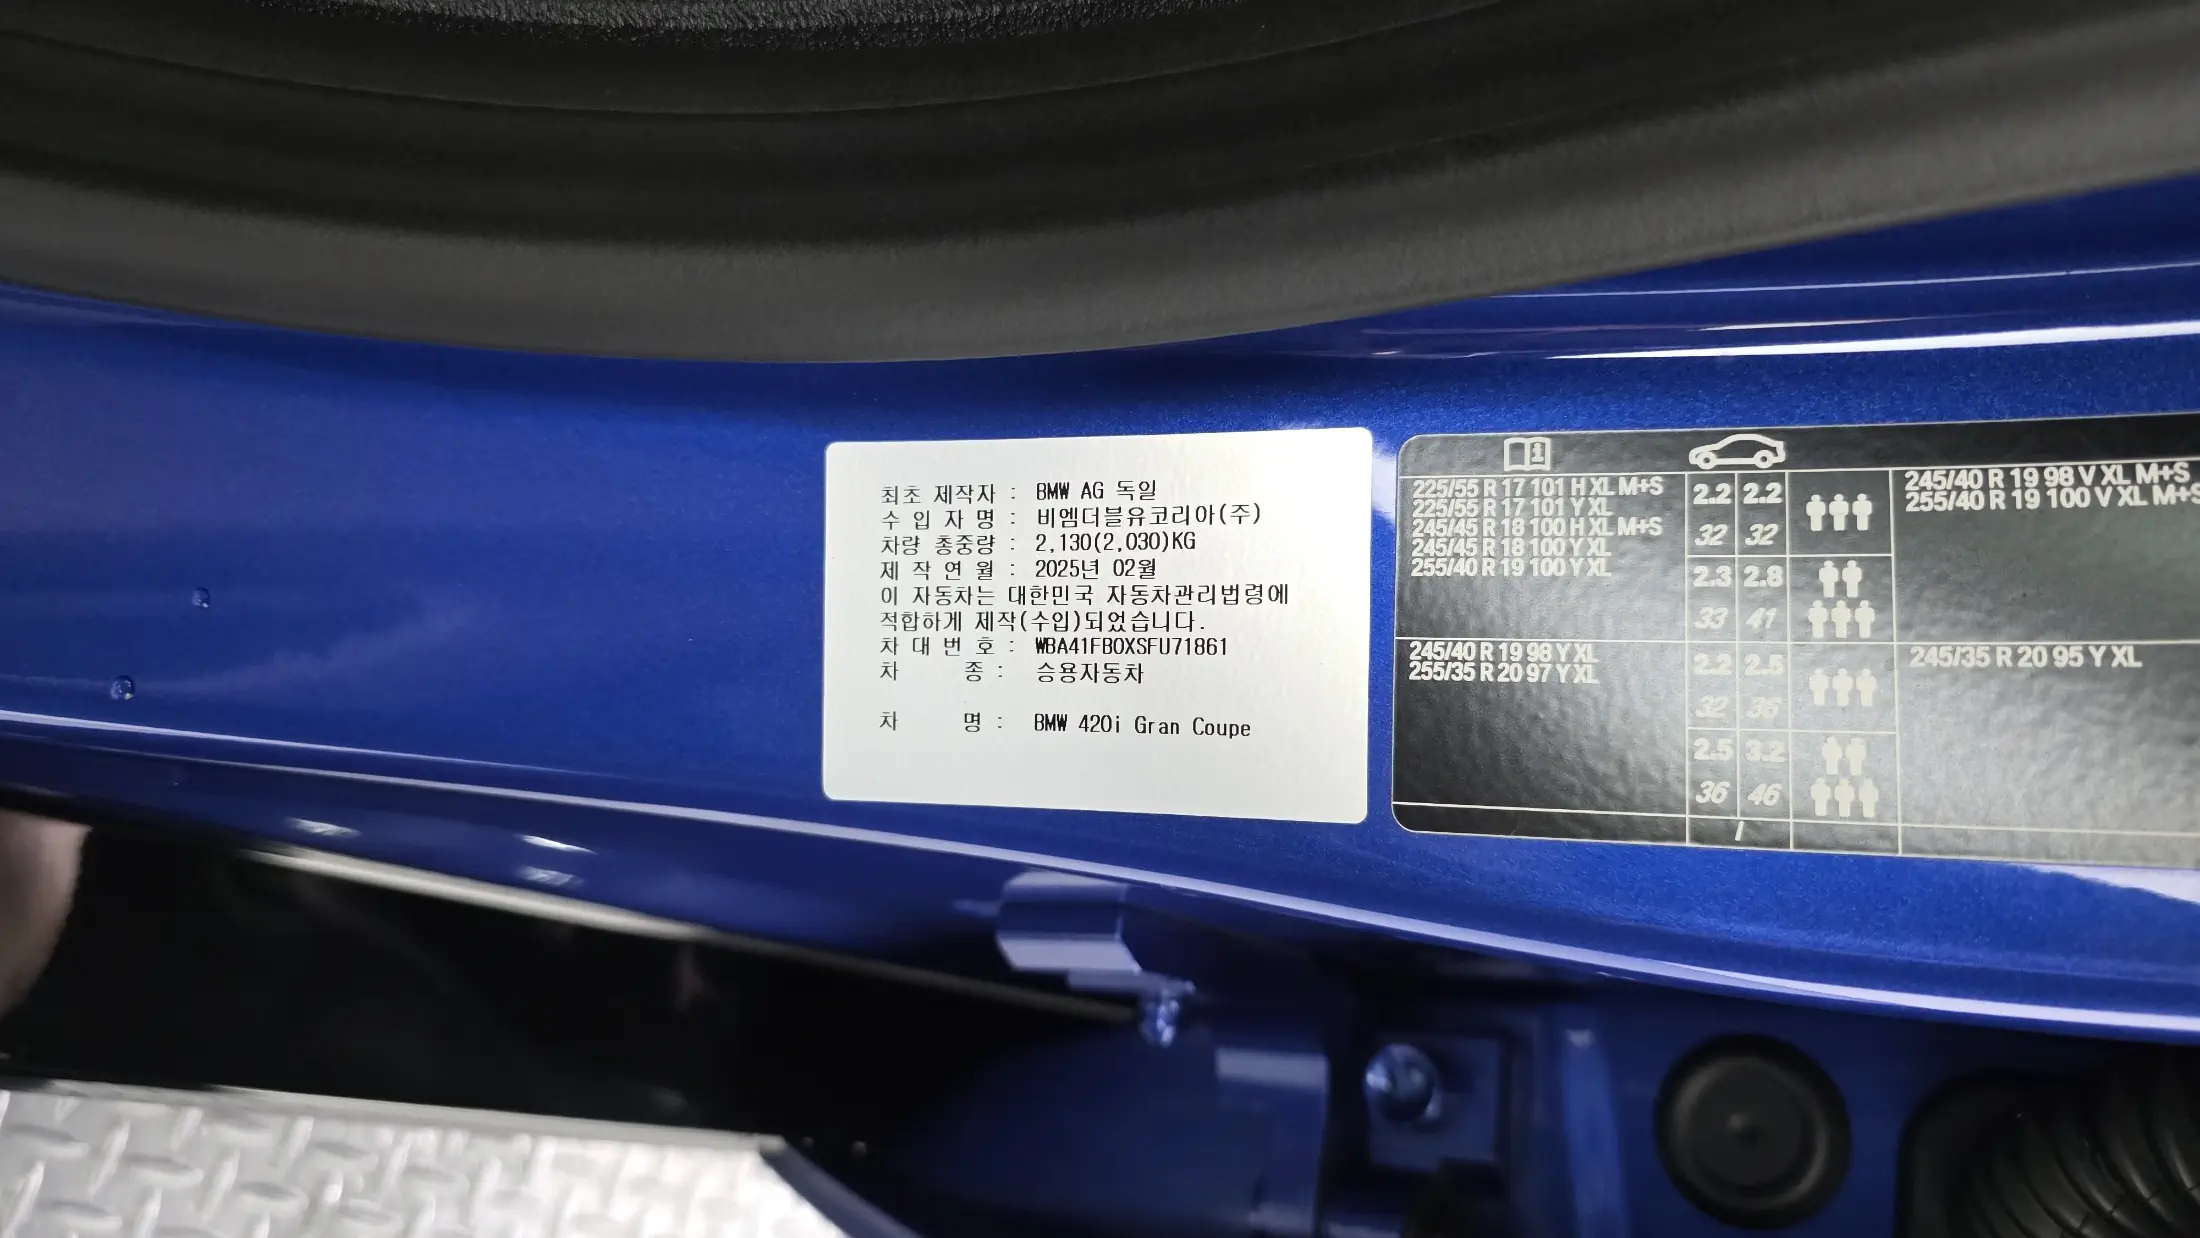 최초 제작자 : BMW AG 독일
수 입 자 명 : 비엠더블유코리아(주)
차량 총중량 : 2,130(2,030)KG
제 작 연 월 : 2025년 02월
이 자동차는 대한민국 자동차관리법령에
적합하게 제작(수입)되었습니다.
차 대 번 호 : WBA41FB0XSFU71861
차 종 : 승용자동차
차 명 : BMW 420i Gran Coupe
225/55 R 17 101 H XL M+S
225/55 R 17 101 Y XL
245/45 R 18 100 H XL M+S
245/45 R 18 100 Y XL
255/40 R 19 100 Y XL
2.2 2.2
32 32
2.3 2.8
33 41
245/40 R 19 98 V XL M+S
255/40 R 19 100 V XL M+S
245/40 R 19 98 Y XL
255/35 R 20 97 Y XL
2.2 2.5
32 36
2.5 3.2
36 46
/
245/35 R 20 95 Y XL